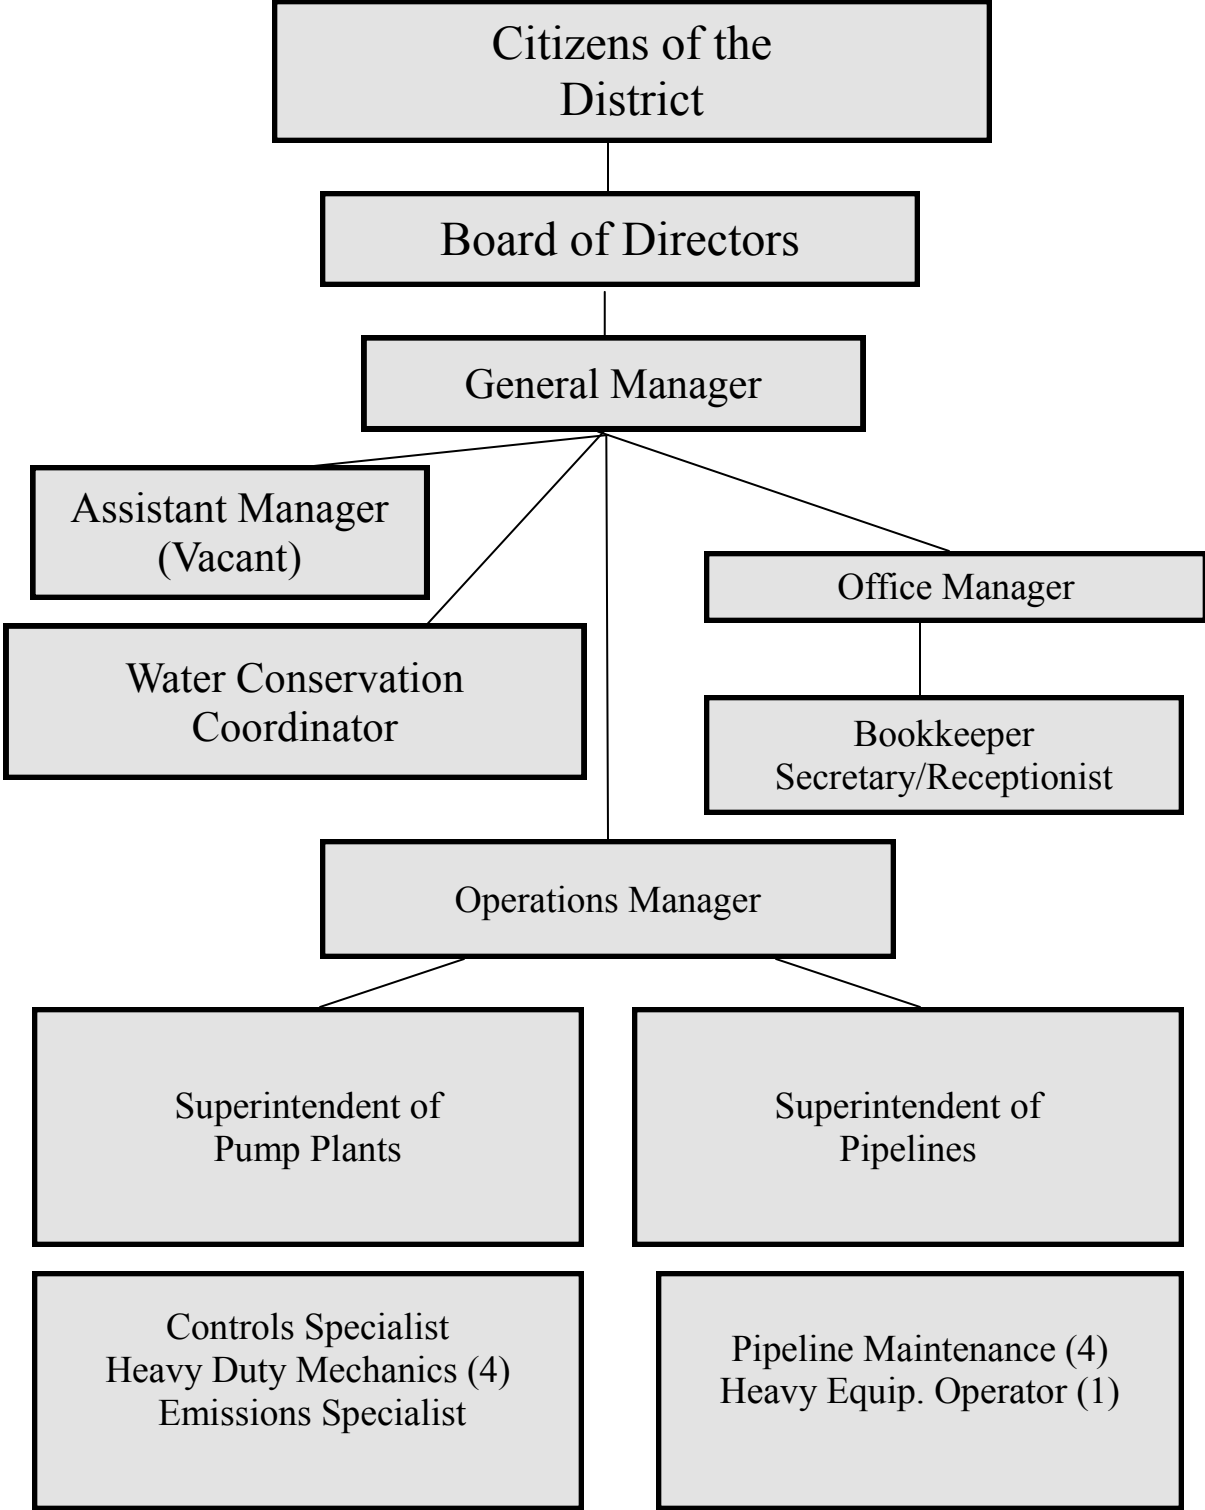 Citizens of the
District
Board of Directors
General Manager
Assistant Manager
(Vacant)
Office Manager
Water Conservation
Coordinator
Bookkeeper
Secretary/Receptionist
Operations Manager
Superintendent of
Pump Plants
Superintendent of
Pipelines
Controls Specialist
Heavy Duty Mechanics (4)
Emissions Specialist
Pipeline Maintenance (4)
Heavy Equip. Operator (1)